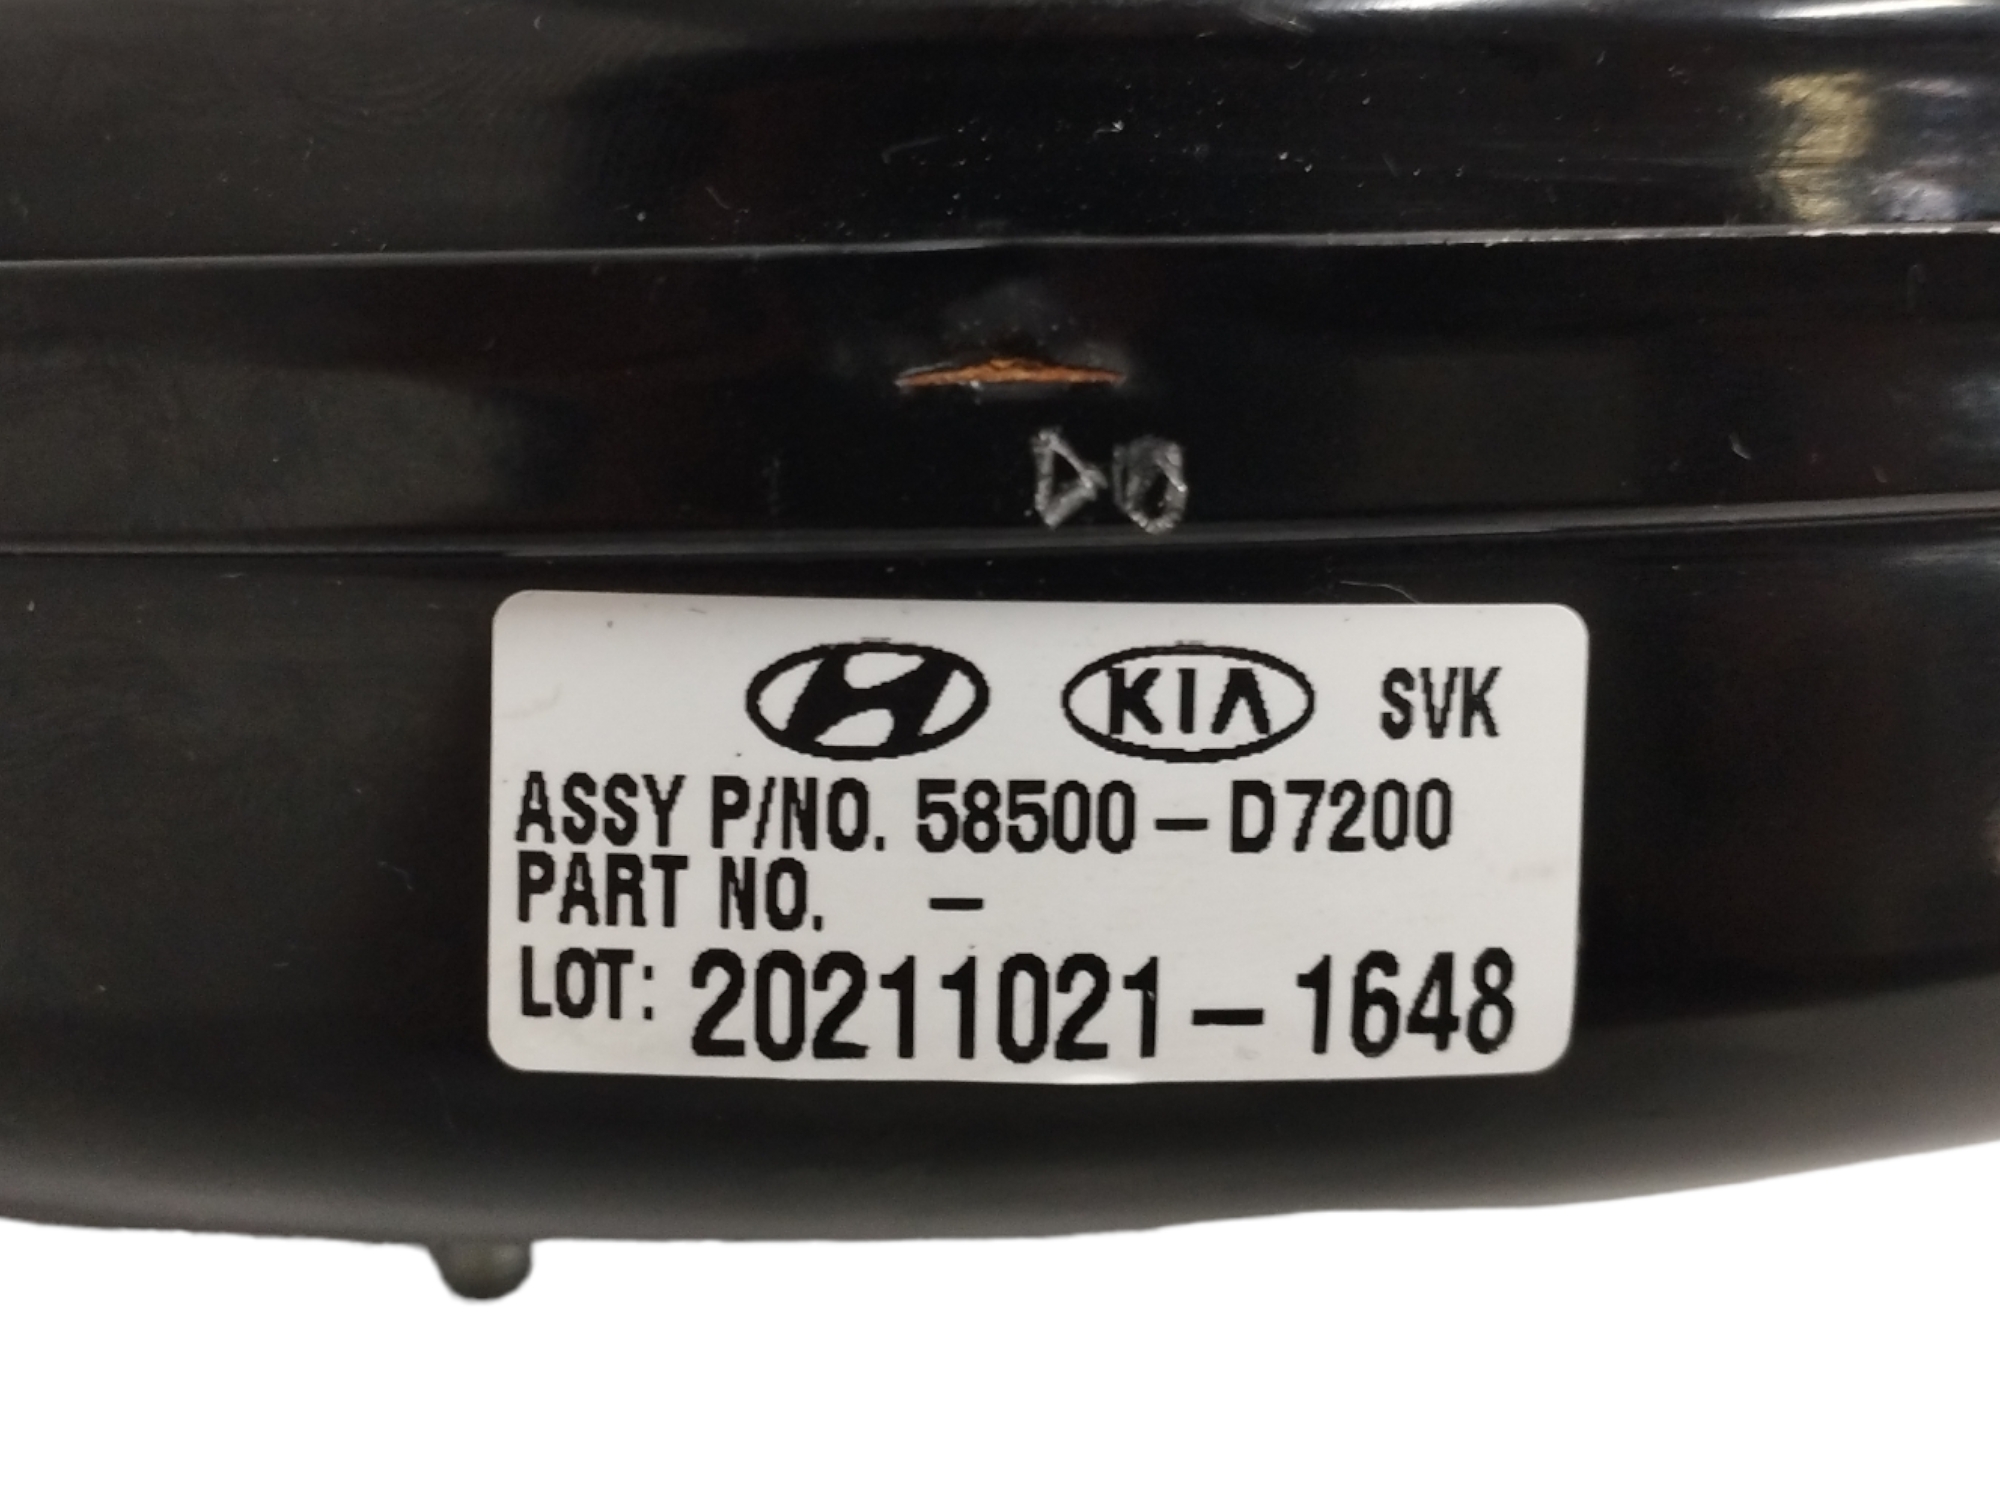 D0
KIA SVK
ASSY P/NO. 58500-D7200
PART NO. -
LOT: 20211021-1648